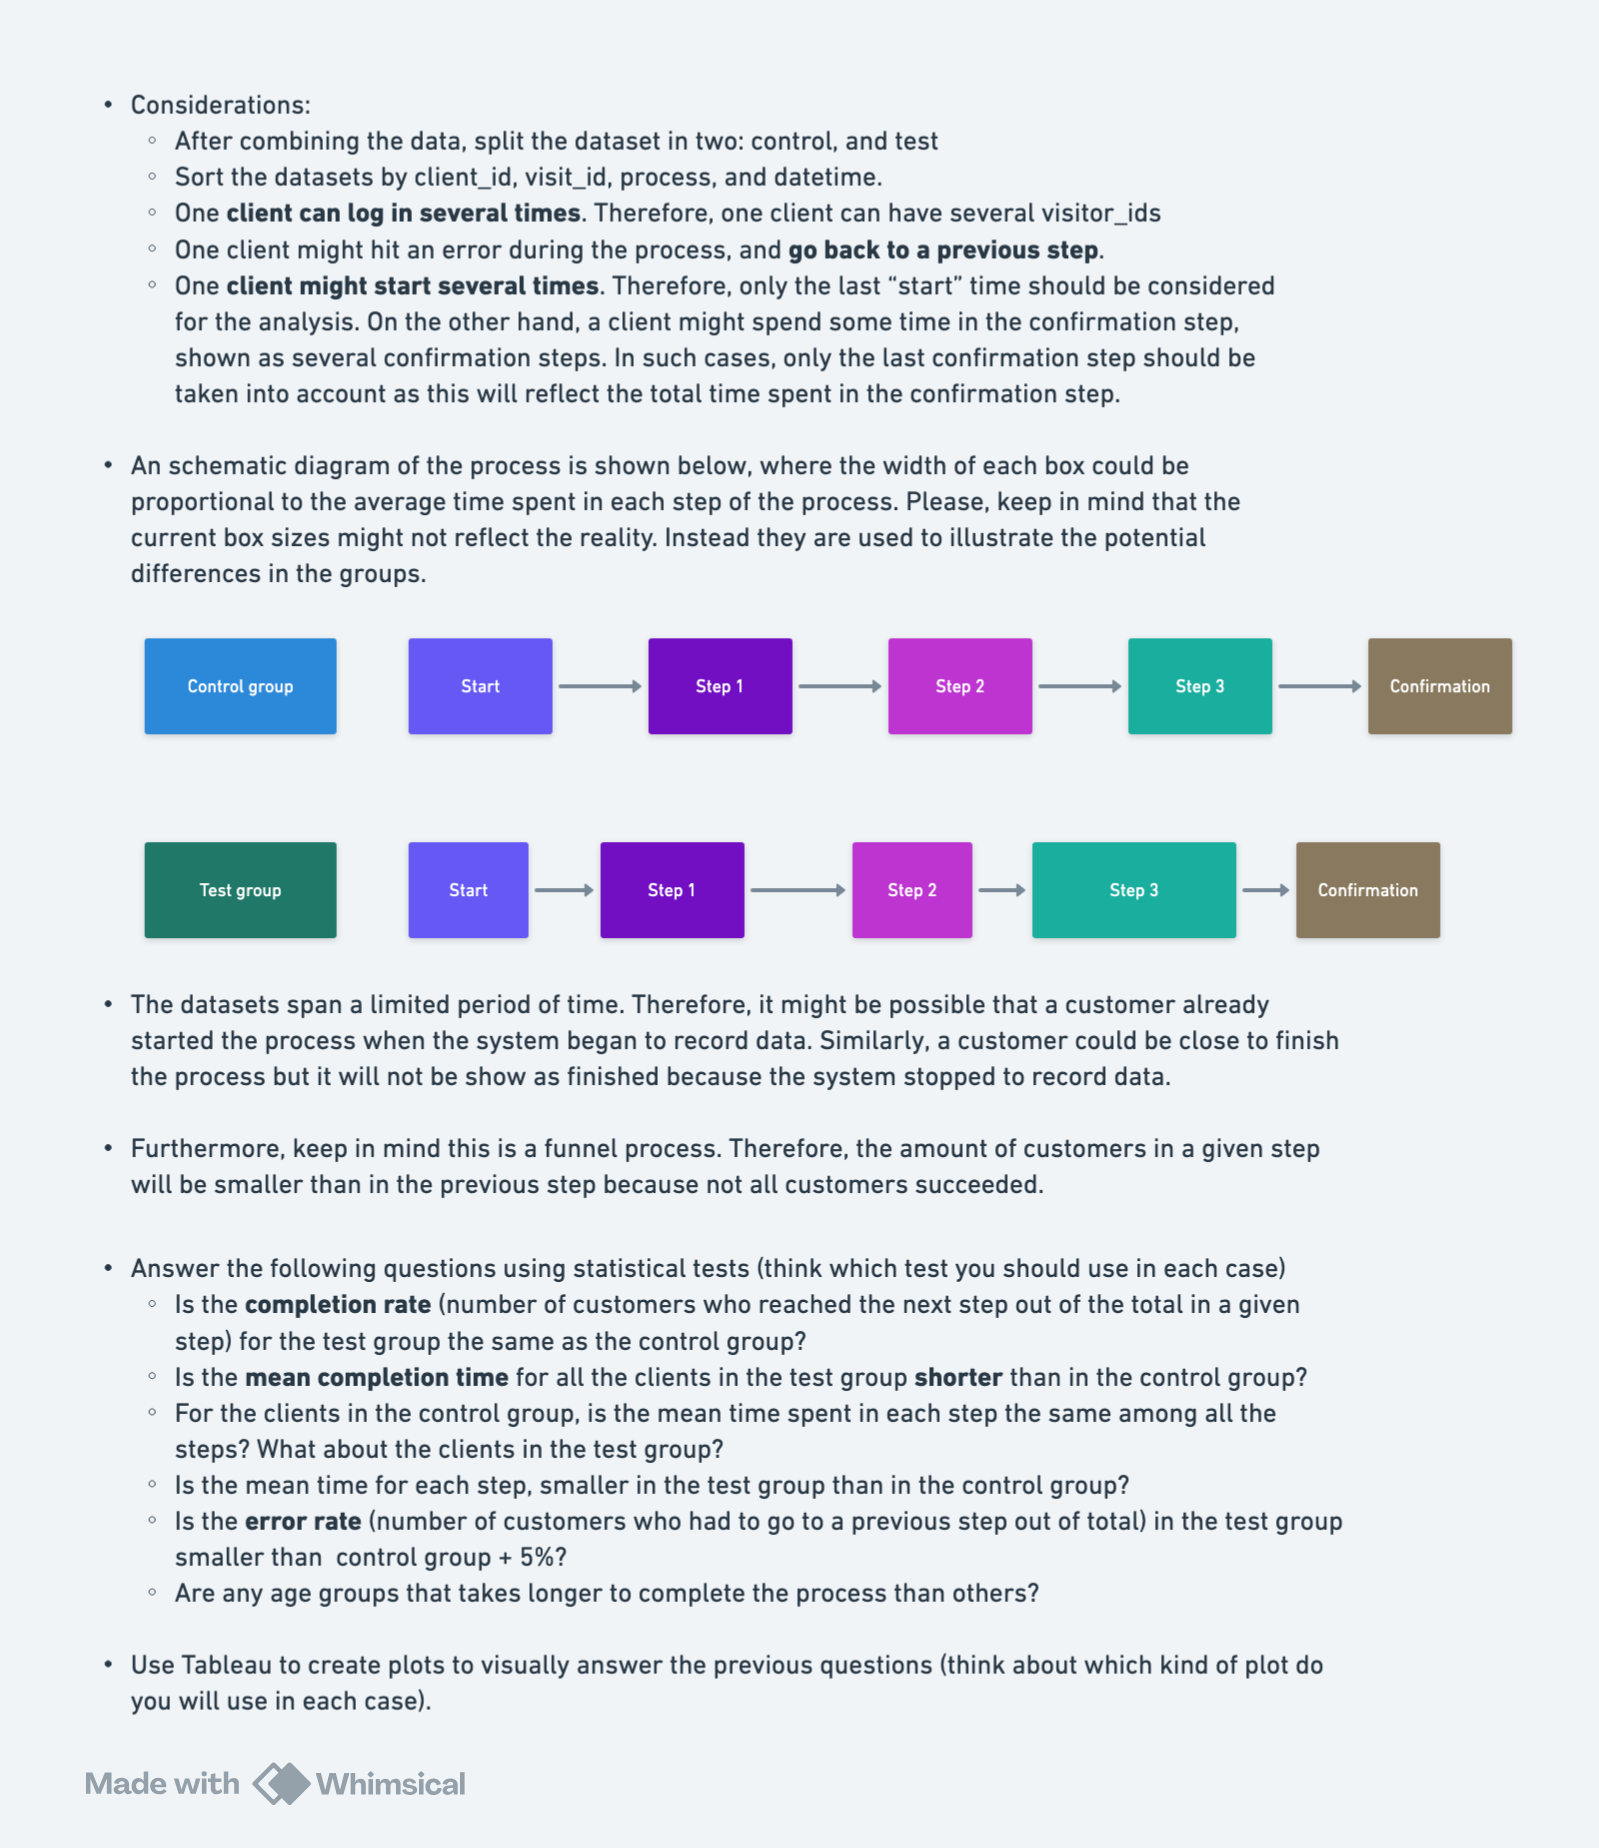 • Considerations:
◦ After combining the data, split the dataset in two: control, and test
◦ Sort the datasets by client_id, visit_id, process, and datetime.
◦ One client can log in several times. Therefore, one client can have several visitor_ids
◦ One client might hit an error during the process, and go back to a previous step.
◦ One client might start several times. Therefore, only the last “start” time should be considered
for the analysis. On the other hand, a client might spend some time in the confirmation step,
shown as several confirmation steps. In such cases, only the last confirmation step should be
taken into account as this will reflect the total time spent in the confirmation step.
• An schematic diagram of the process is shown below, where the width of each box could be
proportional to the average time spent in each step of the process. Please, keep in mind that the
current box sizes might not reflect the reality. Instead they are used to illustrate the potential
differences in the groups.
Control group Start Step 1 Step 2 Step 3 Confirmation
Test group Start Step 1 Step 2 Step 3 Confirmation
• The datasets span a limited period of time. Therefore, it might be possible that a customer already
started the process when the system began to record data. Similarly, a customer could be close to finish
the process but it will not be show as finished because the system stopped to record data.
• Furthermore, keep in mind this is a funnel process. Therefore, the amount of customers in a given step
will be smaller than in the previous step because not all customers succeeded.
• Answer the following questions using statistical tests (think which test you should use in each case)
◦ Is the completion rate (number of customers who reached the next step out of the total in a given
step) for the test group the same as the control group?
◦ Is the mean completion time for all the clients in the test group shorter than in the control group?
◦ For the clients in the control group, is the mean time spent in each step the same among all the
steps? What about the clients in the test group?
◦ Is the mean time for each step, smaller in the test group than in the control group?
◦ Is the error rate (number of customers who had to go to a previous step out of total) in the test group
smaller than  control group + 5%?
◦ Are any age groups that takes longer to complete the process than others?
• Use Tableau to create plots to visually answer the previous questions (think about which kind of plot do
you will use in each case).
Made with Whimsical